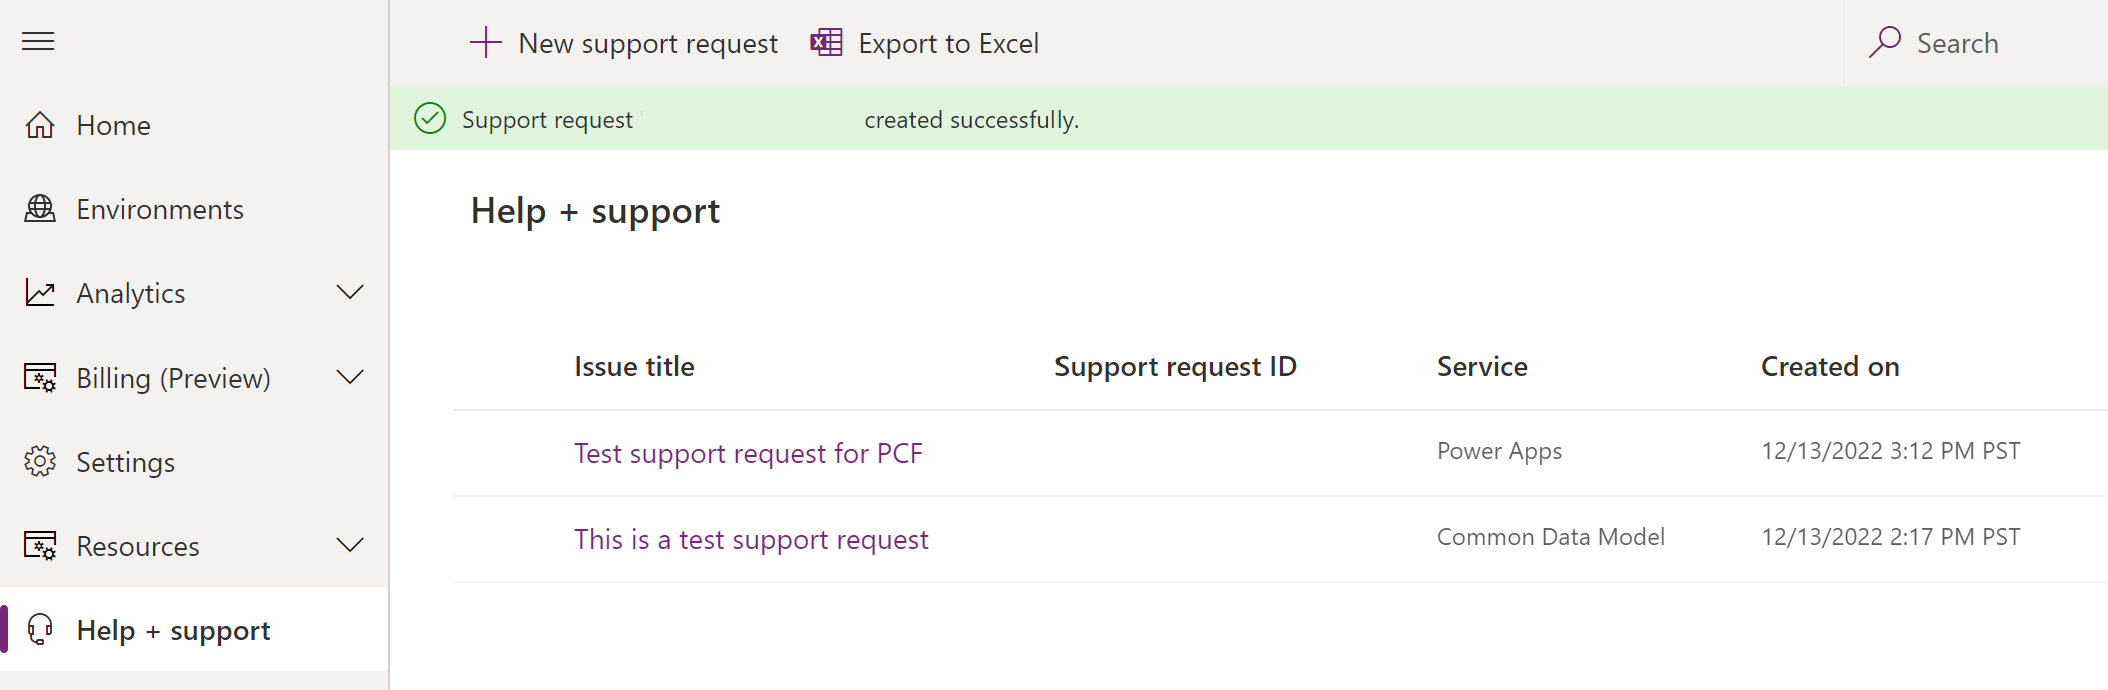 New support request
Export to Excel
Search
Support request created successfully.
Home
Environments
Analytics
Billing (Preview)
Settings
Resources
Help + support
Help + support
Issue title Support request ID Service Created on
Test support request for PCF Power Apps 12/13/2022 3:12 PM PST
This is a test support request Common Data Model 12/13/2022 2:17 PM PST